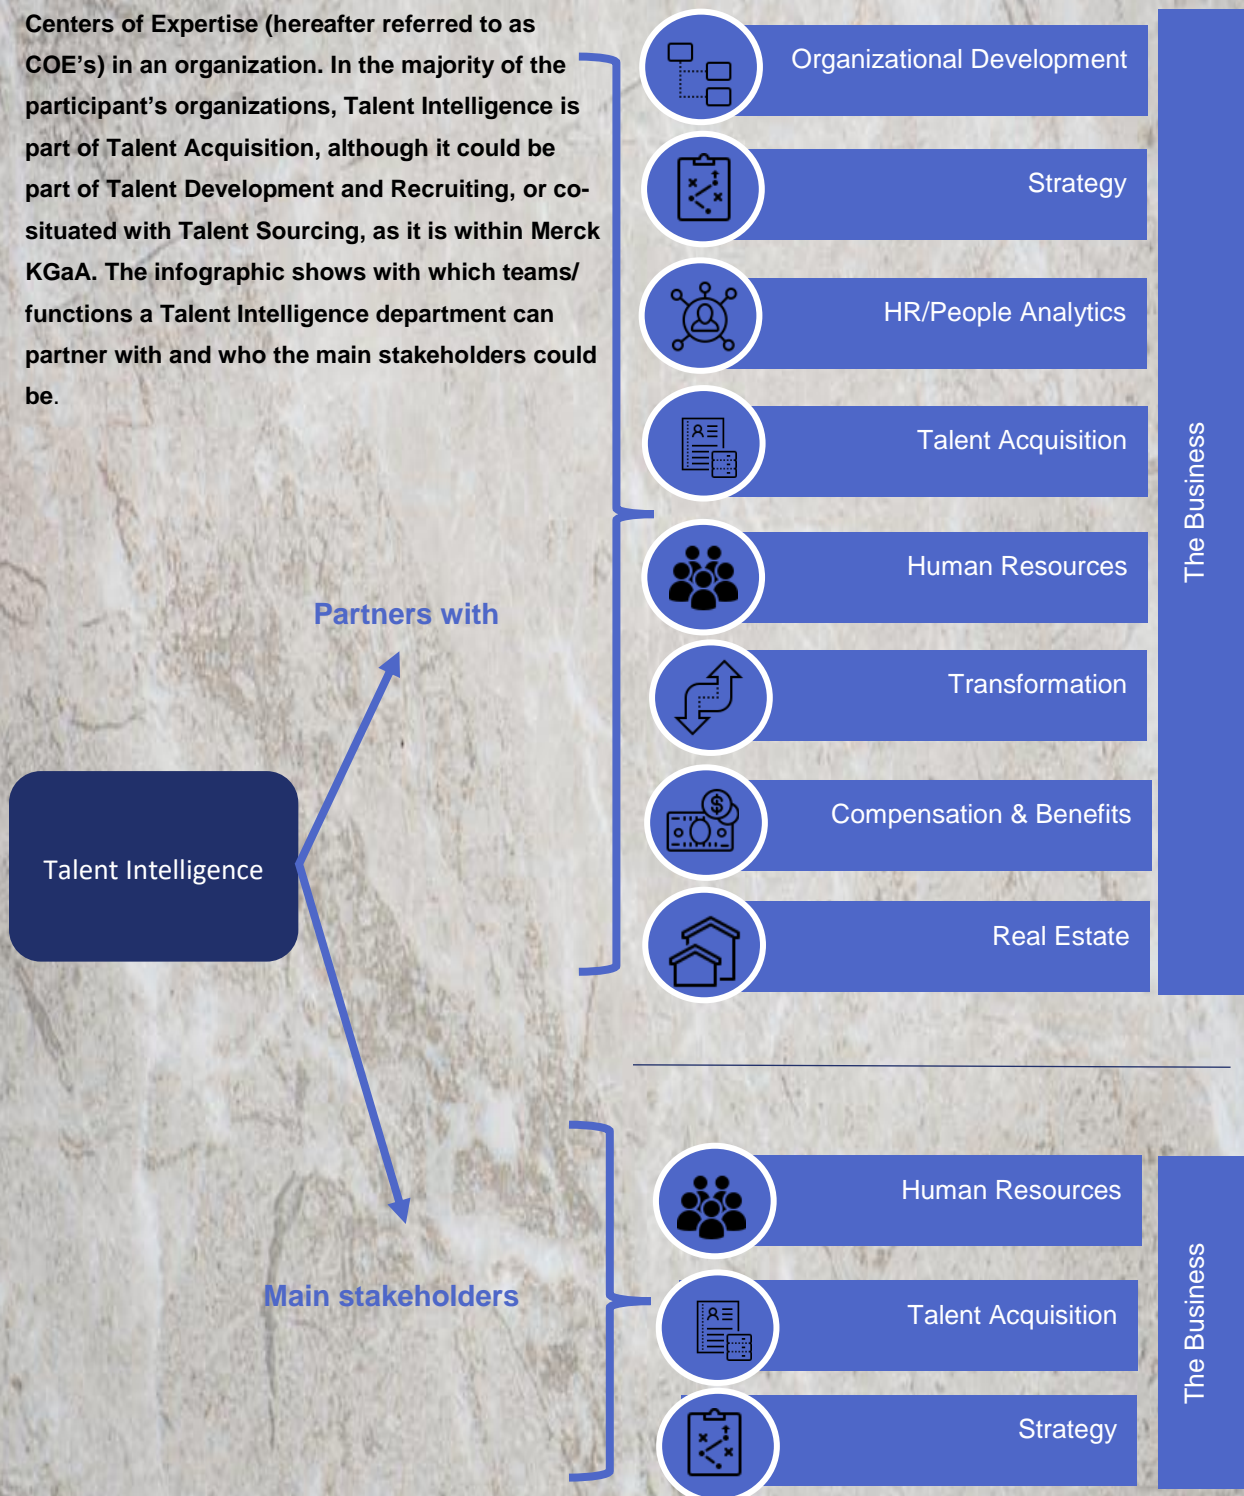 Centers of Expertise (hereafter referred to as
COE’s) in an organization. In the majority of the
participant’s organizations, Talent Intelligence is
part of Talent Acquisition, although it could be
part of Talent Development and Recruiting, or co-
situated with Talent Sourcing, as it is within Merck
KGaA. The infographic shows with which teams/
functions a Talent Intelligence department can
partner with and who the main stakeholders could
be.
Talent Intelligence
Partners with
Organizational Development
Strategy
HR/People Analytics
Talent Acquisition
Human Resources
Transformation
Compensation & Benefits
Real Estate
The Business
Main stakeholders
Human Resources
Talent Acquisition
Strategy
The Business